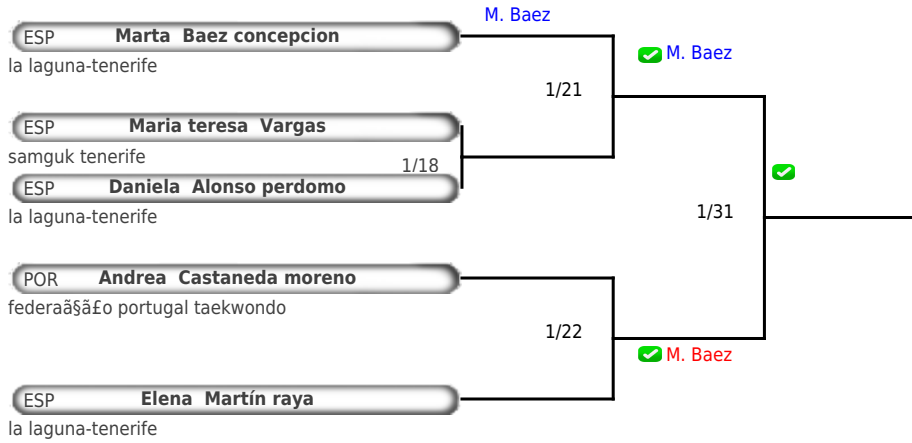 M. Baez
ESP Marta Baez concepcion
la laguna-tenerife
M. Baez
1/21
ESP Maria teresa Vargas
samguk tenerife
1/18
ESP Daniela Alonso perdomo
la laguna-tenerife
1/31
POR Andrea Castaneda moreno
federaã§ã£o portugal taekwondo
1/22
M. Baez
ESP Elena Martín raya
la laguna-tenerife